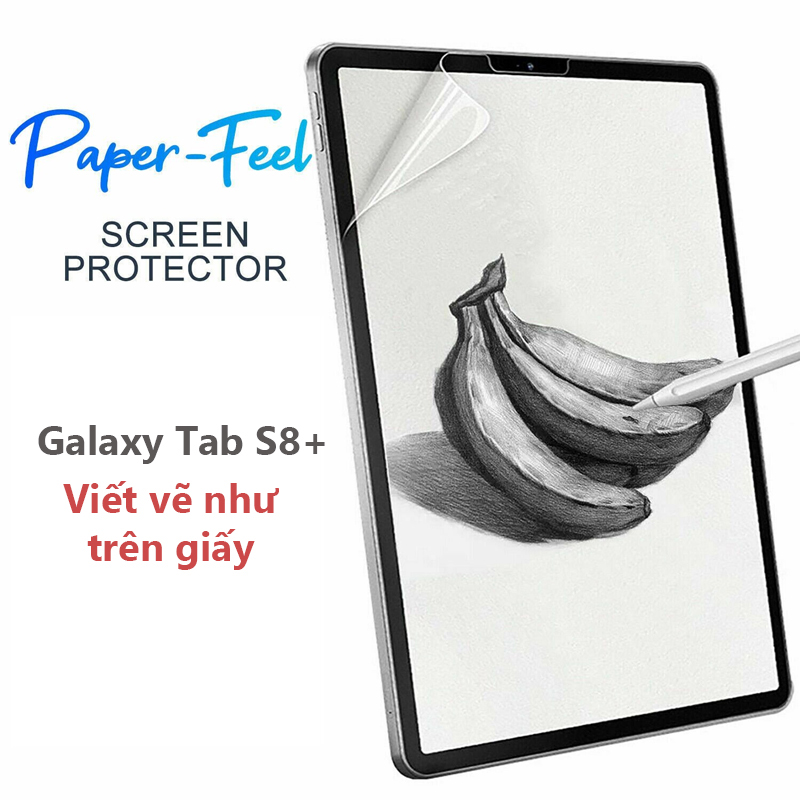 Paper-Feel
SCREEN
PROTECTOR
Galaxy Tab S8+
Viết vẽ như
trên giấy